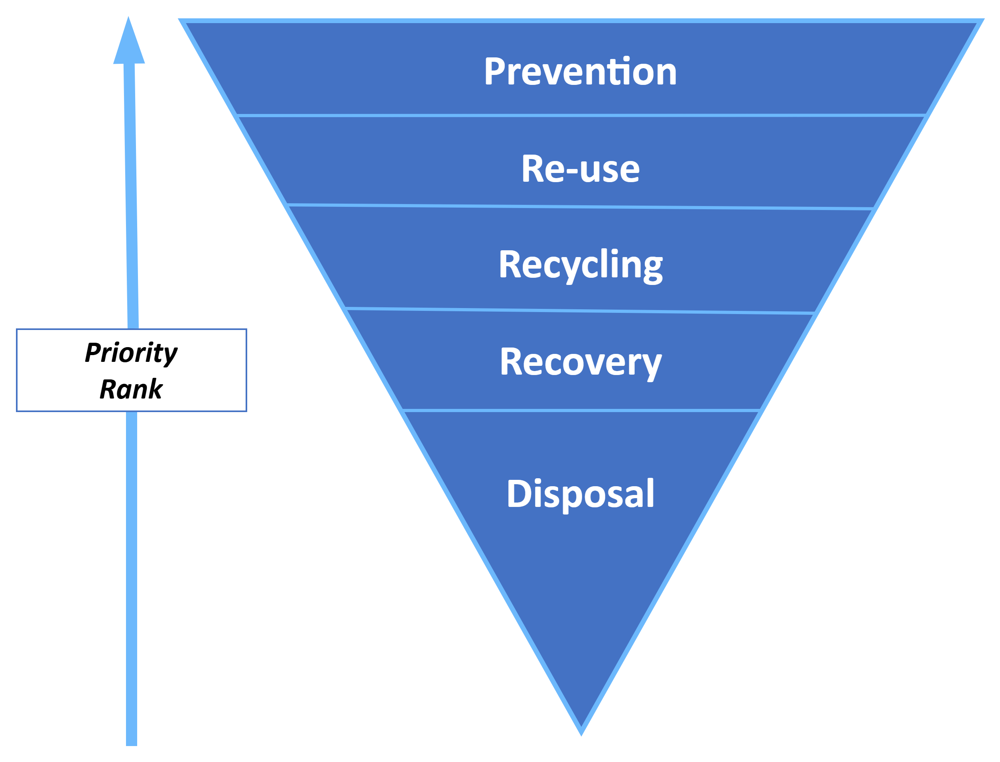 Prevention
Re-use
Recycling
Recovery
Disposal
Priority
Rank